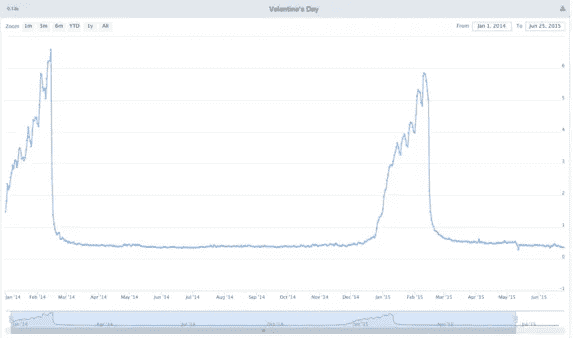 Valentine's Day
Zoom 1m 3m 6m YTD 1y All
From Jan 1, 2014 To Jun 25, 2015
6
5
4
3
2
1
0
-1
Jan '14 Feb '14 Mar '14 Apr '14 May '14 Jun '14 Jul '14 Aug '14 Sep '14 Oct '14 Nov '14 Dec '14 Jan '15 Feb '15 Mar '15 Apr '15 May '15 Jun '15